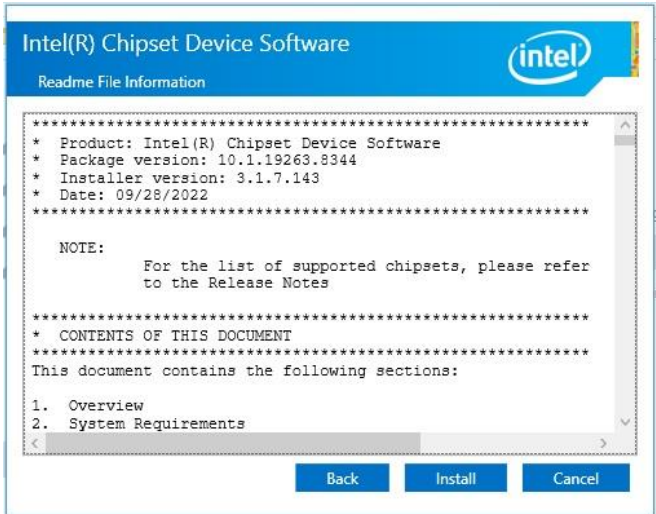 Intel(R) Chipset Device Software
intel
Readme File Information
*************************************************************
*   Product: Intel(R) Chipset Device Software
*   Package version: 10.1.19263.8344
*   Installer version: 3.1.7.143
*   Date: 09/28/2022
*************************************************************
NOTE:
For the list of supported chipsets, please refer
to the Release Notes
*************************************************************
*   CONTENTS OF THIS DOCUMENT
*************************************************************
This document contains the following sections:
1.  Overview
2.  System Requirements
Back
Install
Cancel